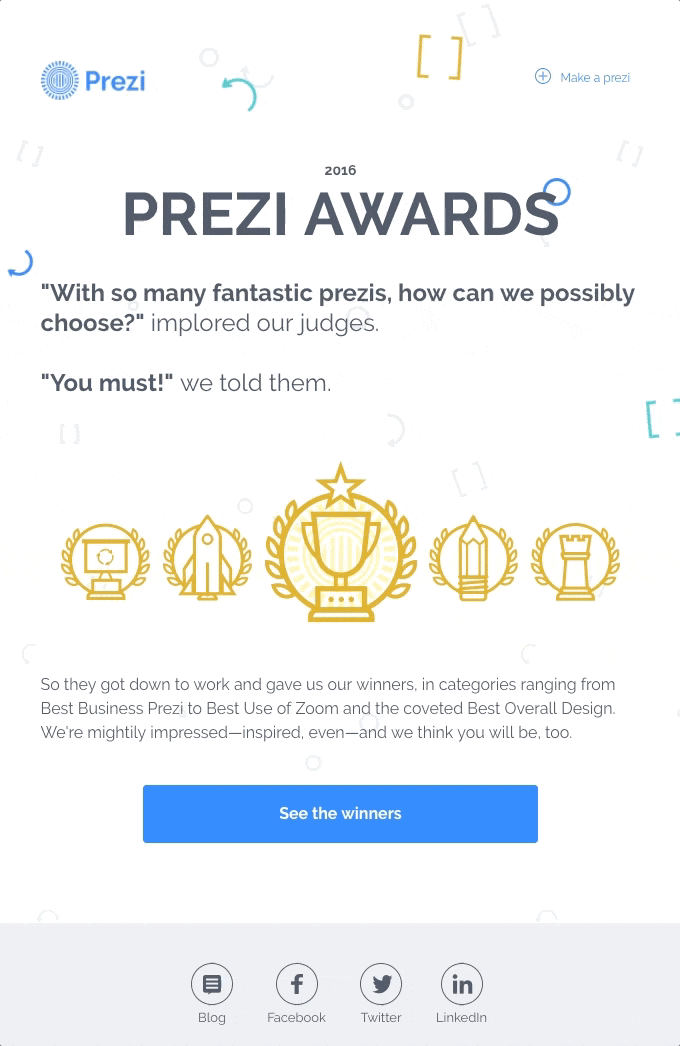 Prezi
Make a prezi
2016
PREZI AWARDS
"With so many fantastic prezis, how can we possibly
choose?" implored our judges.
"You must!" we told them.
So they got down to work and gave us our winners, in categories ranging from
Best Business Prezi to Best Use of Zoom and the coveted Best Overall Design.
We're mightily impressed—inspired, even—and we think you will be, too.
See the winners
Blog Facebook Twitter LinkedIn